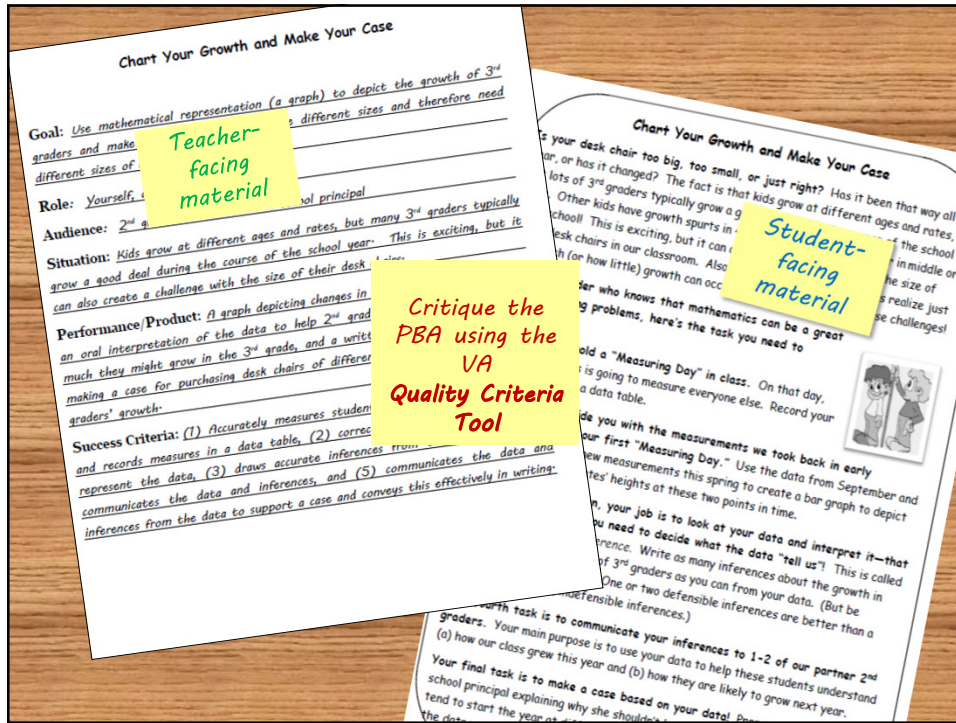 Chart Your Growth and Make Your Case
Goal: Use mathematical representation (a graph) to depict the growth of 3rd
graders and make different sizes and therefore need
different sizes of
Role: Yourself, principal
Audience: 2nd
Situation: Kids grow at different ages and rates, but many 3rd graders typically
grow a good deal during the course of the school year. This is exciting, but it
can also create a challenge with the size of their desk
Performance/Product: A graph depicting changes in
an oral interpretation of the data to help 2nd
much they might grow in the 3rd grade, and a
making a case for purchasing desk chairs of
graders' growth.
Success Criteria: (1) Accurately measures
and records measures in a data table, (2)
represent the data, (3) draws accurate inferences from
communicates the data and inferences, and (5) communicates the data and
inferences from the data to support a case and conveys this effectively in writing.
Teacher-
facing
material
Critique the
PBA using the
VA
Quality Criteria
Tool
Chart Your Growth and Make Your Case
Is your desk chair too big, too small, or just right? Has it been that way all
or has it changed? The fact is that kids grow at different ages and rates,
lots of 3rd graders typically grow a of the school
Other kids have growth spurts in in middle or
school! This is exciting, but it can the size of
desk chairs in our classroom. Also realize just
(or how little) growth can challenges!
who knows that mathematics can be a great
problems, here's the task you need to
hold a "Measuring Day" in class. On that day,
is going to measure everyone else. Record your
a data table.
you with the measurements we took back in early
our first "Measuring Day." Use the data from September and
new measurements this spring to create a bar graph to depict
heights at these two points in time.
your job is to look at your data and interpret it—that
you need to decide what the data "tell us"! This is called
Write as many inferences about the growth in
of 3rd graders as you can from your data. (But be
One or two defensible inferences are better than a
indefensible inferences.)
task is to communicate your inferences to 1-2 of our partner 2nd
graders. Your main purpose is to use your data to help these students understand
(a) how our class grew this year and (b) how they are likely to grow next year.
Your final task is to make a case based on your data!
school principal explaining why she shouldn't
tend to start the year at
the data
Student-
facing
material